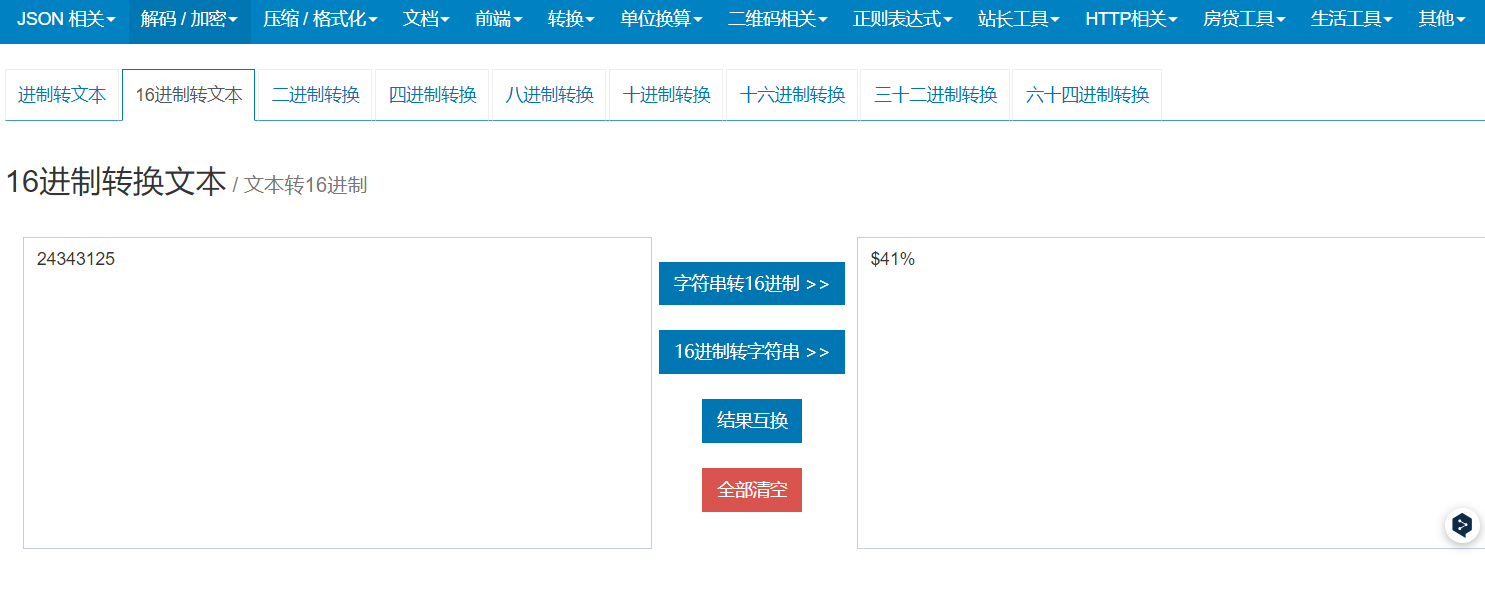 JSON 相关 解码 / 加密 压缩 / 格式化 文档 前端 转换 单位换算 二维码相关 正则表达式 站长工具 HTTP相关 房贷工具 生活工具 其他
进制转文本 16进制转文本 二进制转换 四进制转换 八进制转换 十进制转换 十六进制转换 三十二进制转换 六十四进制转换
16进制转换文本 / 文本转16进制
24343125
字符串转16进制 >>
16进制转字符串 >>
结果互换
全部清空
$41%